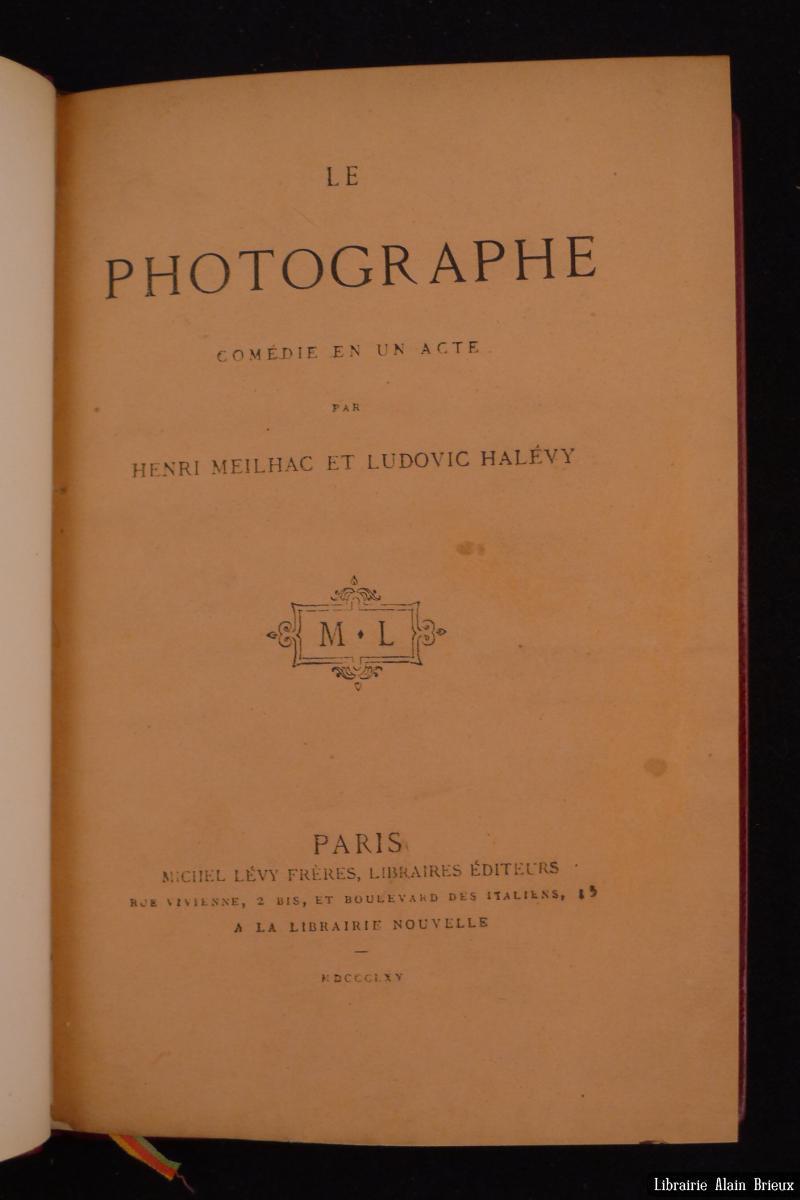 LE
PHOTOGRAPHE
COMÉDIE EN UN ACTE
PAR
HENRI MEILHAC ET LUDOVIC HALÉVY
M • L
PARIS
MICHEL LÉVY FRÈRES, LIBRAIRES ÉDITEURS
RUE VIVIENNE, 2 BIS, ET BOULEVARD DES ITALIENS, 15
A LA LIBRAIRIE NOUVELLE
—
MDCCCLXV
Librairie Alain Brieux